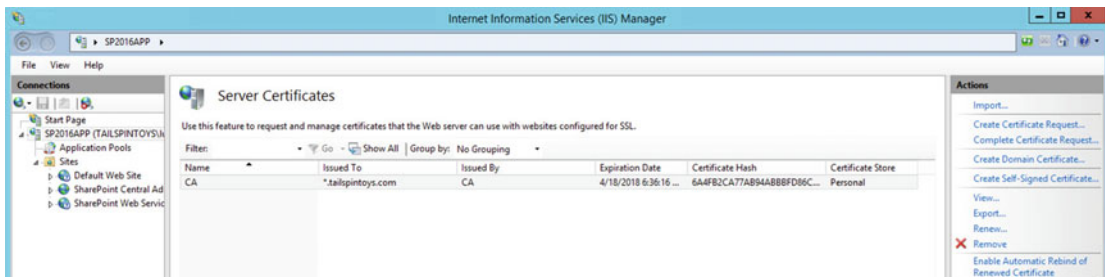 Internet Information Services (IIS) Manager
SP2016APP
File View Help
Connections
Start Page
SP2016APP (TAILSPINTOYS\
Application Pools
Sites
Default Web Site
SharePoint Central Ad
SharePoint Web Servic
Server Certificates
Use this feature to request and manage certificates that the Web server can use with websites configured for SSL.
Filter: Go Show All Group by: No Grouping
Name Issued To Issued By Expiration Date Certificate Hash Certificate Store
CA *.tailspintoys.com CA 4/18/2018 6:36:16 ... 6A4FB2CA77AB94ABBBFD86C... Personal
Actions
Import...
Create Certificate Request...
Complete Certificate Request...
Create Domain Certificate...
Create Self-Signed Certificate...
View...
Export...
Renew...
Remove
Enable Automatic Rebind of
Renewed Certificate